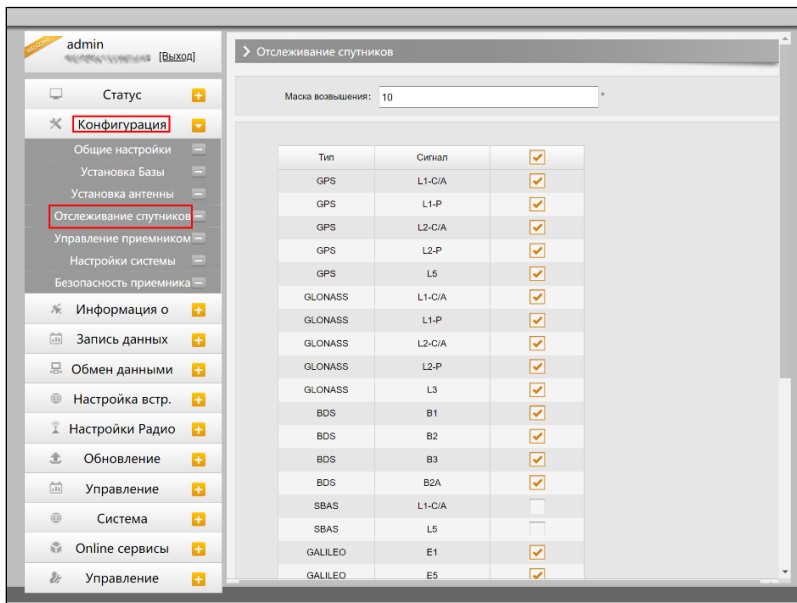 WELCOME
admin
[Выход]
Статус
Конфигурация
Общие настройки
Установка Базы
Установка антенны
Отслеживание спутников
Управление приемником
Настройки системы
Безопасность приемника
Информация о
Запись данных
Обмен данными
Настройка встр.
Настройки Радио
Обновление
Управление
Система
Online сервисы
Управление
Отслеживание спутников
Маска возвышения: 10 *
Тип Сигнал
GPS L1-C/A
GPS L1-P
GPS L2-C/A
GPS L2-P
GPS L5
GLONASS L1-C/A
GLONASS L1-P
GLONASS L2-C/A
GLONASS L2-P
GLONASS L3
BDS B1
BDS B2
BDS B3
BDS B2A
SBAS L1-C/A
SBAS L5
GALILEO E1
GALILEO E5